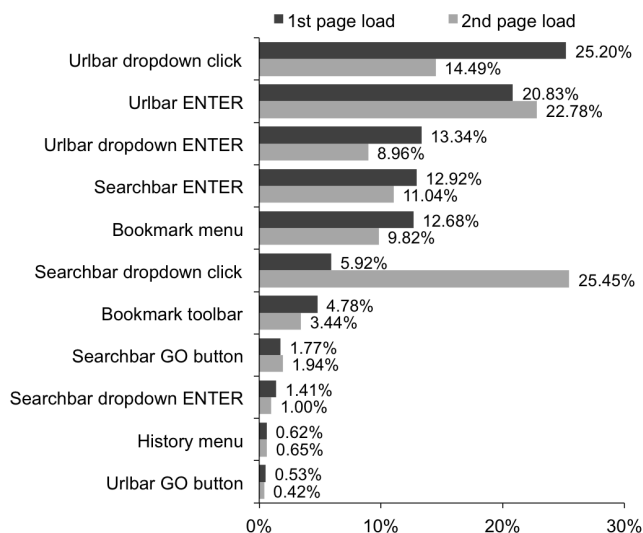 1st page load 2nd page load
Urlbar dropdown click 25.20%
14.49%
Urlbar ENTER 20.83%
22.78%
Urlbar dropdown ENTER 13.34%
8.96%
Searchbar ENTER 12.92%
11.04%
Bookmark menu 12.68%
9.82%
Searchbar dropdown click 5.92%
25.45%
Bookmark toolbar 4.78%
3.44%
Searchbar GO button 1.77%
1.94%
Searchbar dropdown ENTER 1.41%
1.00%
History menu 0.62%
0.65%
Urlbar GO button 0.53%
0.42%
0% 10% 20% 30%